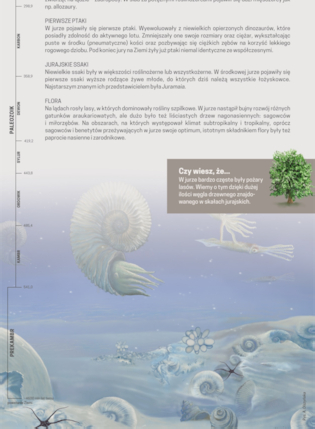 np. allozaury.
PIERWSZE PTAKI
W jurze pojawiły się pierwsze ptaki. Wyewoluowały z niewielkich opierzonych dinozaurów, które
posiadły zdolność do aktywnego lotu. Zmniejszały one swoje rozmiary oraz ciężar, wykształcając
puste w środku (pneumatyczne) kości oraz pozbywając się ciężkich zębów na korzyść lekkiego
rogowego dzioba. Pod koniec jury na Ziemi żyły już ptaki niemal identyczne ze współczesnymi.
JURAJSKIE SSAKI
Niewielkie ssaki były w większości roślinożerne lub wszystkożerne. W środkowej jurze pojawiły się
pierwsze ssaki wyższe rodzące żywe młode, do których dziś należą wszystkie łożyskowce.
Najstarszym znanym ich przedstawicielem była Juramaia.
FLORA
Na lądach rosły lasy, w których dominowały rośliny szpilkowe. W jurze nastąpił bujny rozwój różnych
gatunków araukariowatych, ale dużo było też liściastych drzew nagonasiennych: sagowców
i miłorzębów. Na obszarach, na których występował klimat subtropikalny i tropikalny, oprócz
sagowców i benetytów przeżywających w jurze swoje optimum, istotnym składnikiem flory były też
paprocie nasienne i zarodnikowe.
Czy wiesz, że...
W jurze bardzo częste były pożary
lasów. Wiemy o tym dzięki dużej
ilości węgla drzewnego znajdo-
wanego w skałach jurajskich.
PALEOZOIK
KARBON
DEWON
SYLUR
ORDOWIK
KAMBR
PREKAMBR